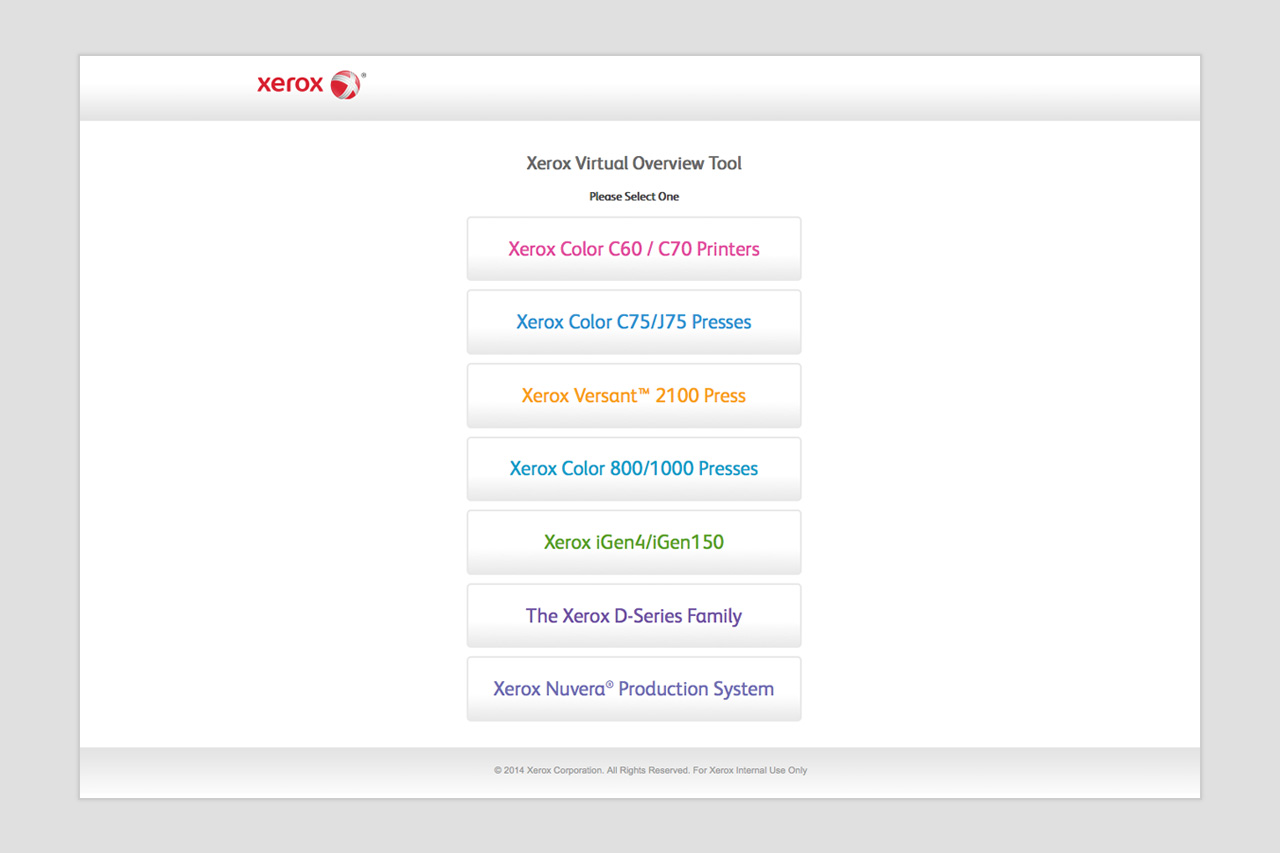 xerox ®
Xerox Virtual Overview Tool
Please Select One
Xerox Color C60 / C70 Printers
Xerox Color C75/J75 Presses
Xerox Versant™ 2100 Press
Xerox Color 800/1000 Presses
Xerox iGen4/iGen150
The Xerox D-Series Family
Xerox Nuvera® Production System
© 2014 Xerox Corporation. All Rights Reserved. For Xerox Internal Use Only